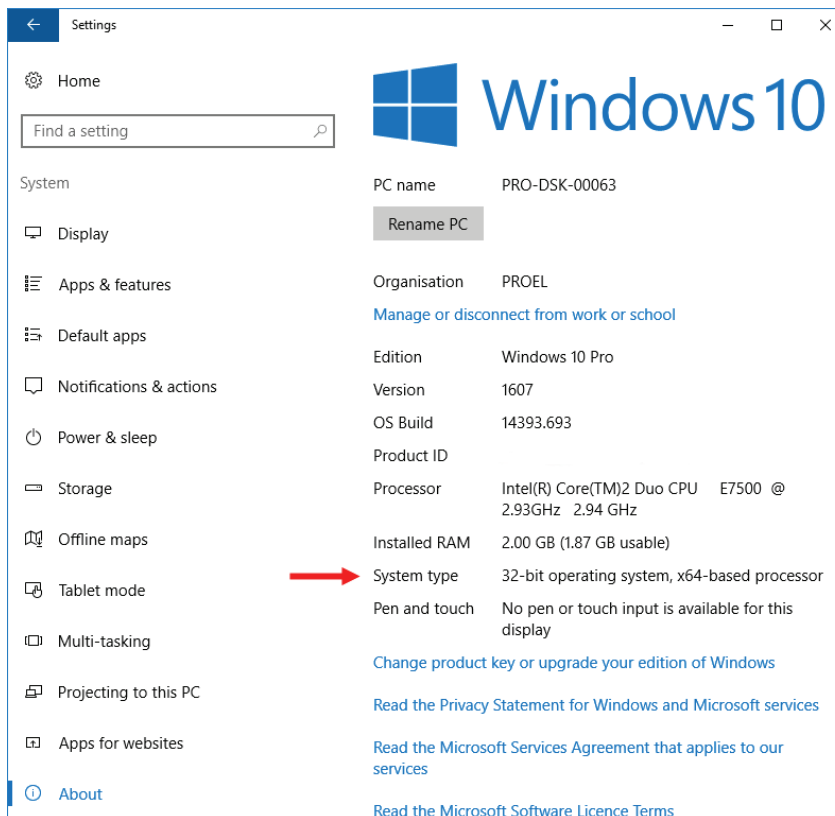 Settings
Home
Find a setting
System
Display
Apps & features
Default apps
Notifications & actions
Power & sleep
Storage
Offline maps
Tablet mode
Multi-tasking
Projecting to this PC
Apps for websites
About
Windows 10
PC name PRO-DSK-00063
Rename PC
Organisation PROEL
Manage or disconnect from work or school
Edition Windows 10 Pro
Version 1607
OS Build 14393.693
Product ID
Processor Intel(R) Core(TM)2 Duo CPU E7500 @
2.93GHz 2.94 GHz
Installed RAM 2.00 GB (1.87 GB usable)
System type 32-bit operating system, x64-based processor
Pen and touch No pen or touch input is available for this
display
Change product key or upgrade your edition of Windows
Read the Privacy Statement for Windows and Microsoft services
Read the Microsoft Services Agreement that applies to our
services
Read the Microsoft Software Licence Terms